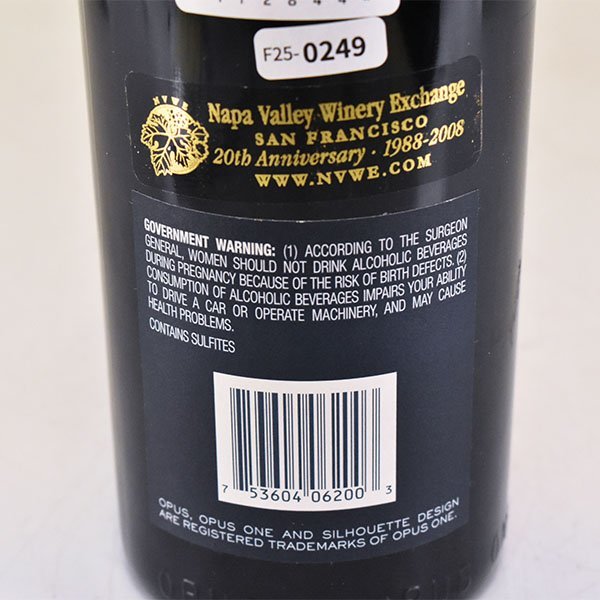 F25-0249
NVWE
Napa Valley Winery Exchange
SAN FRANCISCO
20th Anniversary · 1988-2008
WWW.NVWE.COM
GOVERNMENT WARNING: (1) ACCORDING TO THE SURGEON
GENERAL, WOMEN SHOULD NOT DRINK ALCOHOLIC BEVERAGES
DURING PREGNANCY BECAUSE OF THE RISK OF BIRTH DEFECTS. (2)
CONSUMPTION OF ALCOHOLIC BEVERAGES IMPAIRS YOUR ABILITY
TO DRIVE A CAR OR OPERATE MACHINERY, AND MAY CAUSE
HEALTH PROBLEMS.
CONTAINS SULFITES
7 53604 06200 3
OPUS, OPUS ONE AND SILHOUETTE DESIGN
ARE REGISTERED TRADEMARKS OF OPUS ONE.